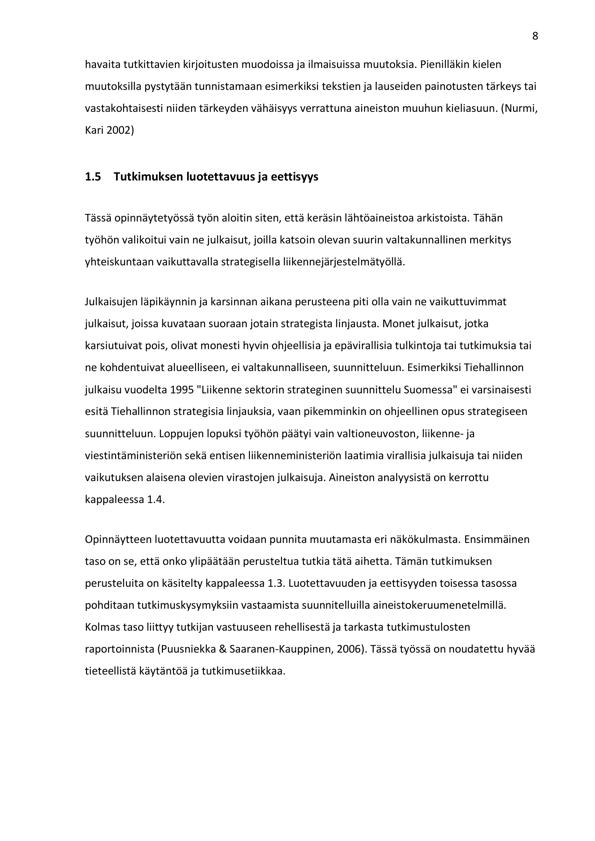 8
havaita tutkittavien kirjoitusten muodoissa ja ilmaisuissa muutoksia. Pienilläkin kielen
muutoksilla pystytään tunnistamaan esimerkiksi tekstien ja lauseiden painotusten tärkeys tai
vastakohtaisesti niiden tärkeyden vähäisyys verrattuna aineiston muuhun kieliasuun. (Nurmi,
Kari 2002)
1.5 Tutkimuksen luotettavuus ja eettisyys
Tässä opinnäytetyössä työn aloitin siten, että keräsin lähtöaineistoa arkistoista. Tähän
työhön valikoitui vain ne julkaisut, joilla katsoin olevan suurin valtakunnallinen merkitys
yhteiskuntaan vaikuttavalla strategisella liikennejärjestelmätyöllä.
Julkaisujen läpikäynnin ja karsinnan aikana perusteena piti olla vain ne vaikuttuvimmat
julkaisut, joissa kuvataan suoraan jotain strategista linjausta. Monet julkaisut, jotka
karsiutuivat pois, olivat monesti hyvin ohjeellisia ja epävirallisia tulkintoja tai tutkimuksia tai
ne kohdentuivat alueelliseen, ei valtakunnalliseen, suunnitteluun. Esimerkiksi Tiehallinnon
julkaisu vuodelta 1995 "Liikenne sektorin strateginen suunnittelu Suomessa" ei varsinaisesti
esitä Tiehallinnon strategisia linjauksia, vaan pikemminkin on ohjeellinen opus strategiseen
suunnitteluun. Loppujen lopuksi työhön päätyi vain valtioneuvoston, liikenne- ja
viestintäministeriön sekä entisen liikenneministeriön laatimia virallisia julkaisuja tai niiden
vaikutuksen alaisena olevien virastojen julkaisuja. Aineiston analyysistä on kerrottu
kappaleessa 1.4.
Opinnäytteen luotettavuutta voidaan punnita muutamasta eri näkökulmasta. Ensimmäinen
taso on se, että onko ylipäätään perusteltua tutkia tätä aihetta. Tämän tutkimuksen
perusteluita on käsitelty kappaleessa 1.3. Luotettavuuden ja eettisyyden toisessa tasossa
pohditaan tutkimuskysymyksiin vastaamista suunnitelluilla aineistokeruumenetelmillä.
Kolmas taso liittyy tutkijan vastuuseen rehellisestä ja tarkasta tutkimustulosten
raportoinnista (Puusniekka & Saaranen-Kauppinen, 2006). Tässä työssä on noudatettu hyvää
tieteellistä käytäntöä ja tutkimusetiikkaa.